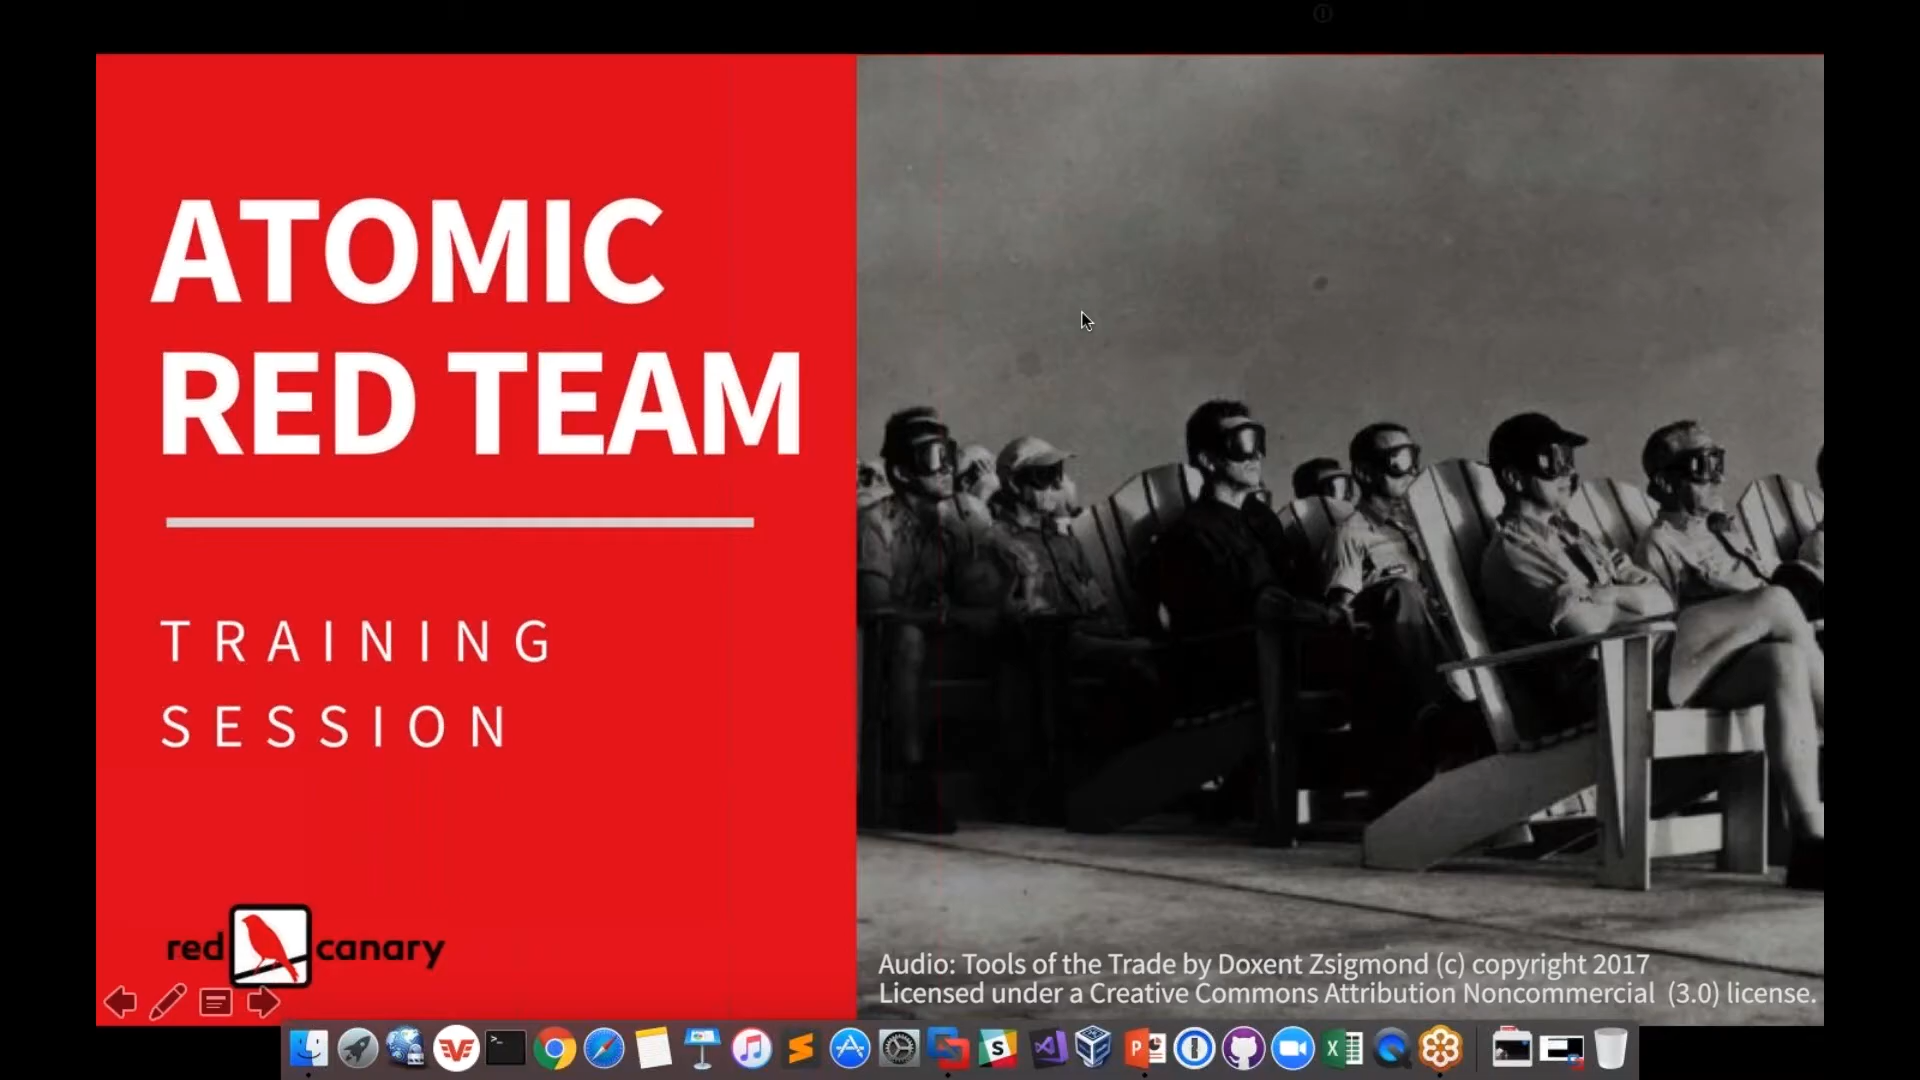 ATOMIC
RED TEAM
TRAINING
SESSION
red canary
Audio: Tools of the Trade by Doxent Zsigmond (c) copyright 2017
Licensed under a Creative Commons Attribution Noncommercial (3.0) license.